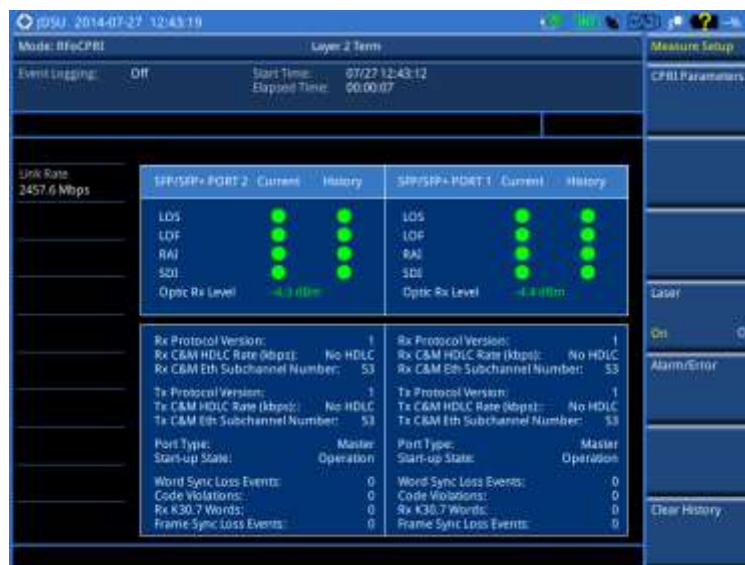 JDSU 2014-07-27 12:43:19
Mode: RFoCPRI
Layer 2 Term
Measure Setup
Event Logging: Off
Start Time: 07/27 12:43:12
Elapsed Time: 00:00:07
CPRI Parameters
Link Rate
2457.6 Mbps
SFP/SFP+ PORT 2 Current History
LOS
LOF
RAI
SDI
Optic Rx Level -4.3 dBm
SFP/SFP+ PORT 1 Current History
LOS
LOF
RAI
SDI
Optic Rx Level -4.4 dBm
Rx Protocol Version: 1
Rx C&M HDLC Rate (kbps): No HDLC
Rx C&M Eth Subchannel Number: 53
Tx Protocol Version: 1
Tx C&M HDLC Rate (kbps): No HDLC
Tx C&M Eth Subchannel Number: 53
Port Type: Master
Start-up State: Operation
Word Sync Loss Events: 0
Code Violations: 0
Rx K30.7 Words: 0
Frame Sync Loss Events: 0
Rx Protocol Version: 1
Rx C&M HDLC Rate (kbps): No HDLC
Rx C&M Eth Subchannel Number: 53
Tx Protocol Version: 1
Tx C&M HDLC Rate (kbps): No HDLC
Tx C&M Eth Subchannel Number: 53
Port Type: Master
Start-up State: Operation
Word Sync Loss Events: 0
Code Violations: 0
Rx K30.7 Words: 0
Frame Sync Loss Events: 0
Laser
On O
Alarm/Error
Clear History